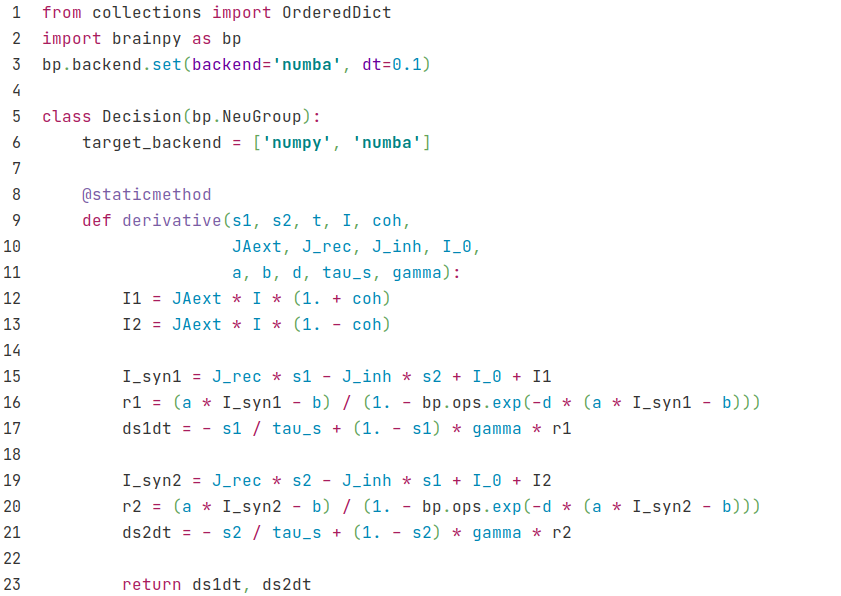 1 from collections import OrderedDict
2 import brainpy as bp
3 bp.backend.set(backend='numba', dt=0.1)
4
5 class Decision(bp.NeuGroup):
6     target_backend = ['numpy', 'numba']
7
8     @staticmethod
9     def derivative(s1, s2, t, I, coh,
10                    JAext, J_rec, J_inh, I_0,
11                    a, b, d, tau_s, gamma):
12         I1 = JAext * I * (1. + coh)
13         I2 = JAext * I * (1. - coh)
14
15         I_syn1 = J_rec * s1 - J_inh * s2 + I_0 + I1
16         r1 = (a * I_syn1 - b) / (1. - bp.ops.exp(-d * (a * I_syn1 - b)))
17         ds1dt = - s1 / tau_s + (1. - s1) * gamma * r1
18
19         I_syn2 = J_rec * s2 - J_inh * s1 + I_0 + I2
20         r2 = (a * I_syn2 - b) / (1. - bp.ops.exp(-d * (a * I_syn2 - b)))
21         ds2dt = - s2 / tau_s + (1. - s2) * gamma * r2
22
23         return ds1dt, ds2dt